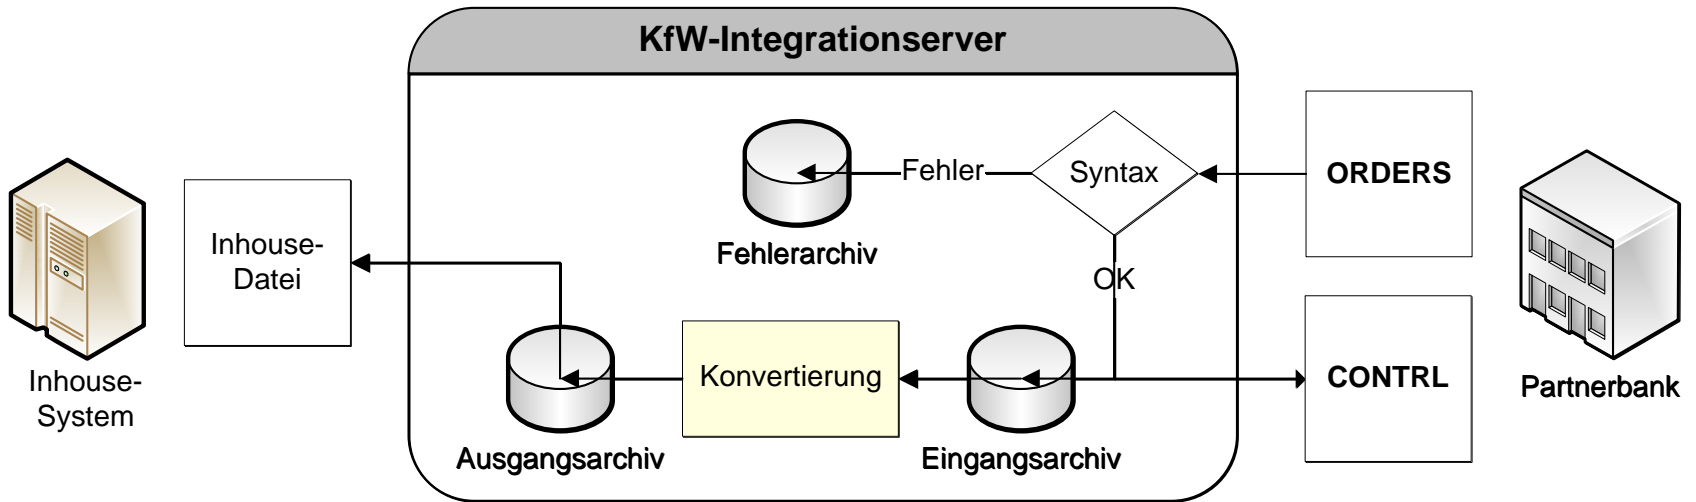 KfW-Integrationserver
Fehler
Syntax
ORDERS
Fehlerarchiv
Inhouse-
Datei
OK
Konvertierung
CONTRL
Inhouse-
System
Partnerbank
Ausgangsarchiv
Eingangsarchiv